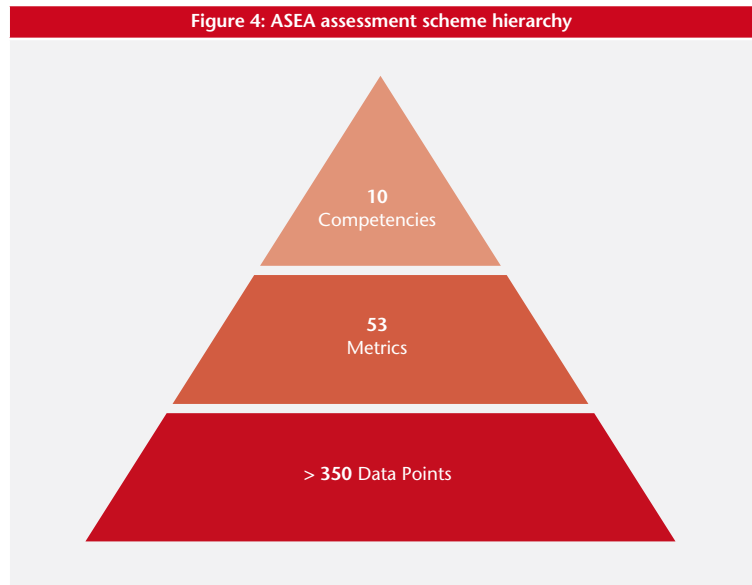 Figure 4: ASEA assessment scheme hierarchy
10
Competencies
53
Metrics
> 350 Data Points